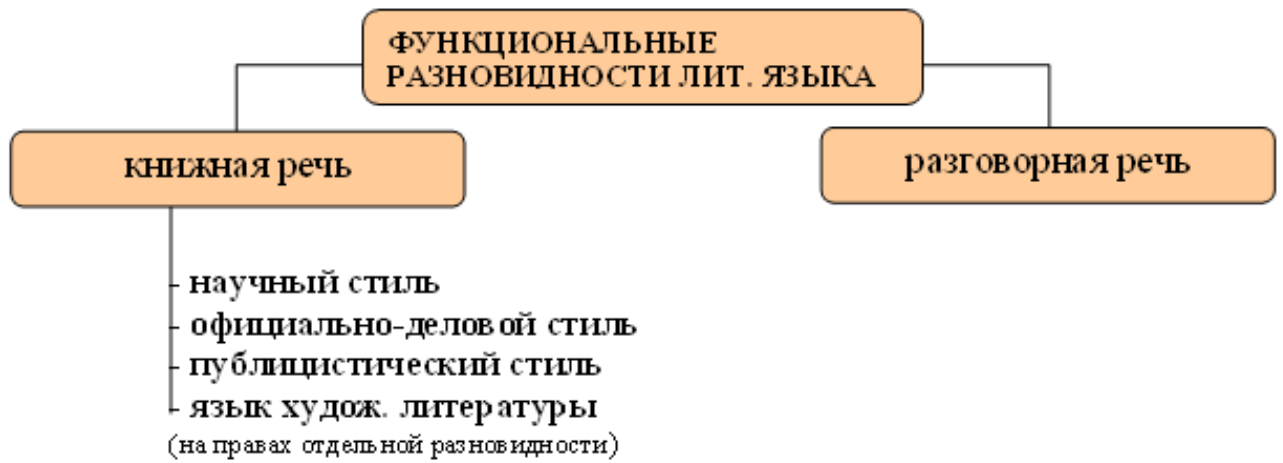 ФУНКЦИОНАЛЬНЫЕ
РАЗНОВИДНОСТИ ЛИТ. ЯЗЫКА
книжная речь
разговорная речь
- научный стиль
- официально-деловой стиль
- публицистический стиль
- язык худож. литературы
(на правах отдельной разновидности)